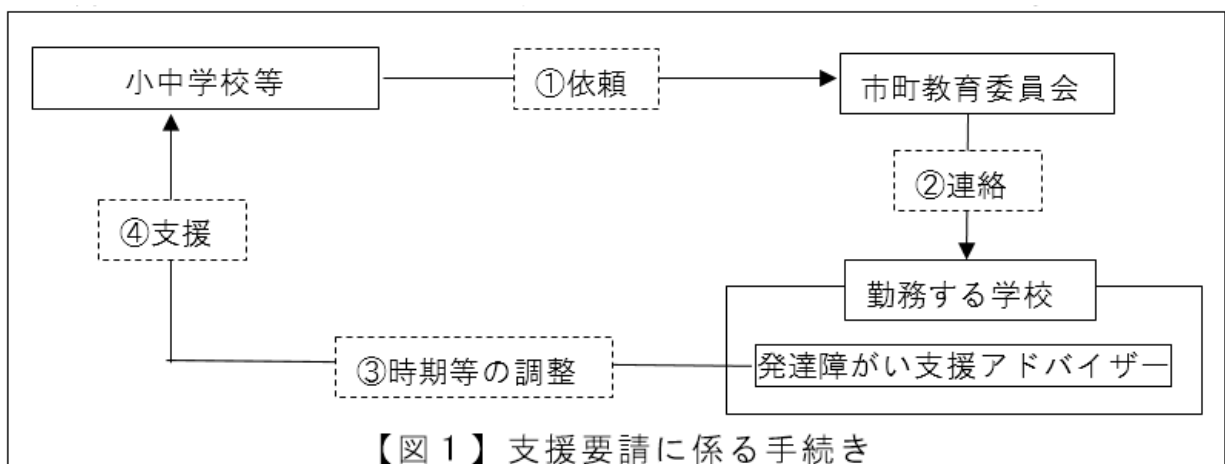 小中学校等
①依頼
市町教育委員会
②連絡
④支援
勤務する学校
③時期等の調整
発達障がい支援アドバイザー
【図１】支援要請に係る手続き